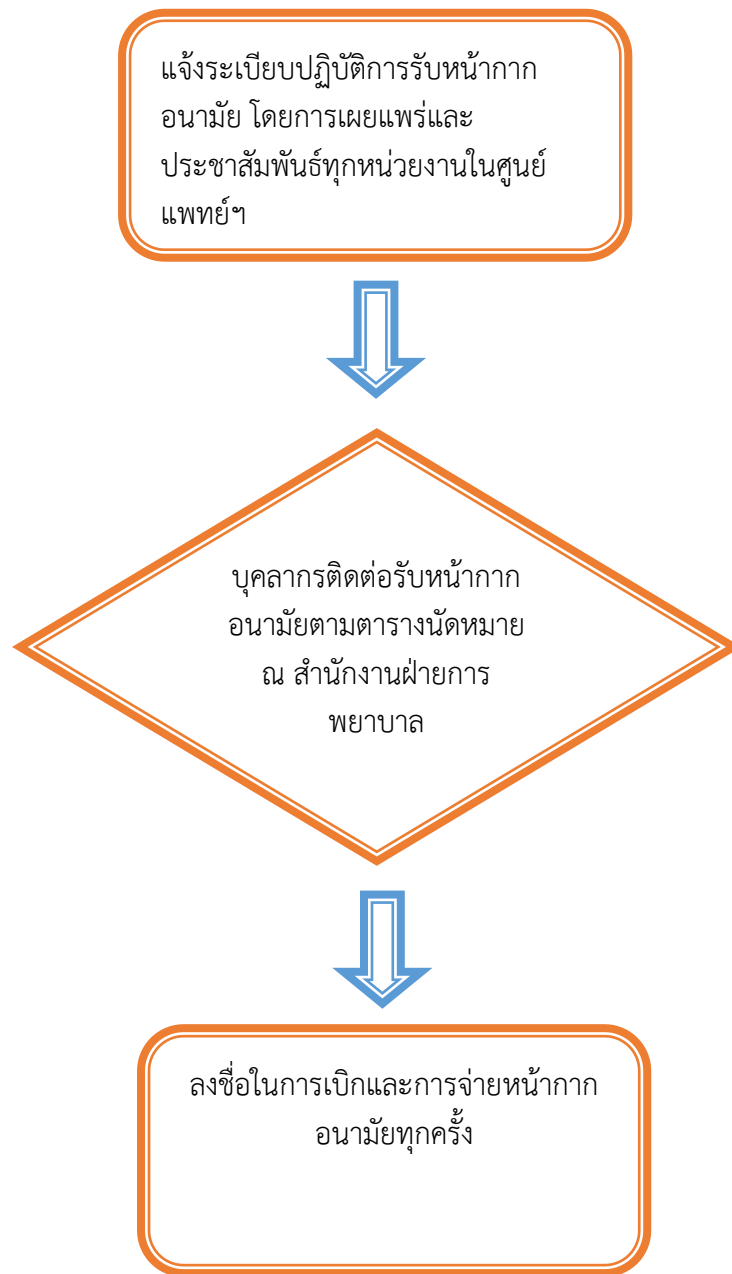 แจ้งระเบียบปฏิบัติการรับหน้ากาก
อนามัย โดยการเผยแพร่และ
ประชาสัมพันธ์ทุกหน่วยงานในศูนย์
แพทย์ฯ
บุคลากรติดต่อรับหน้ากาก
อนามัยตามตารางนัดหมาย
ณ สำนักงานฝ่ายการ
พยาบาล
ลงชื่อในการเบิกและการจ่ายหน้ากาก
อนามัยทุกครั้ง